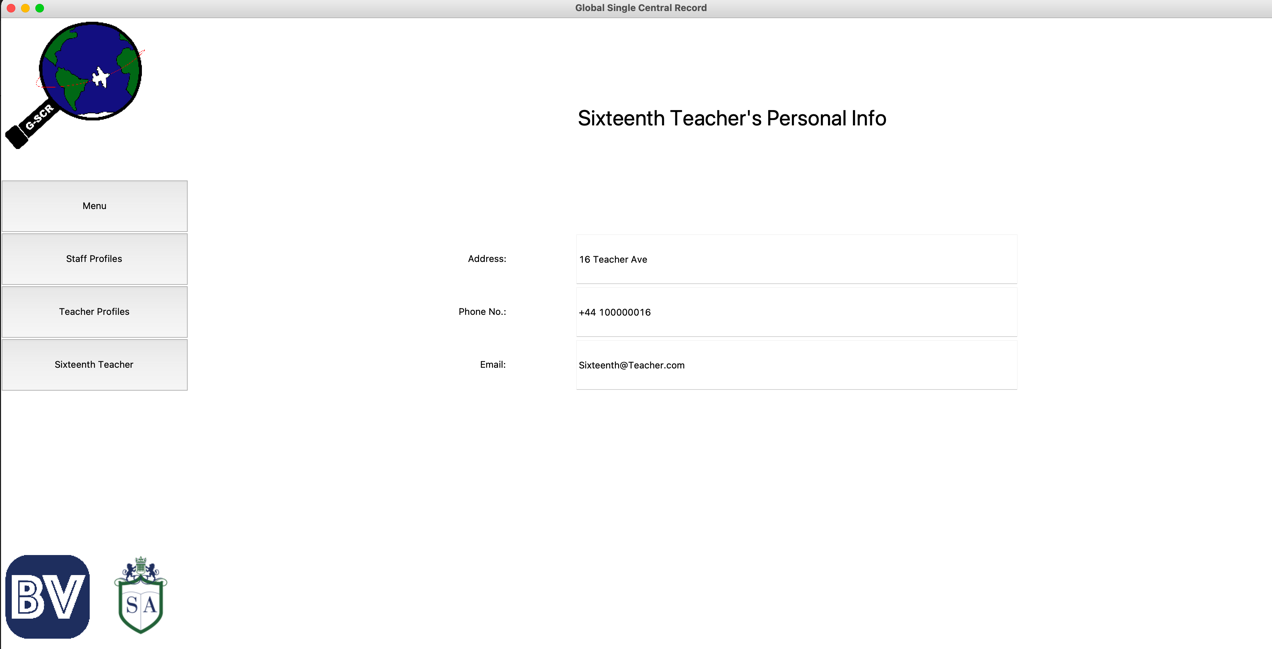 Global Single Central Record
G-SCR
Sixteenth Teacher's Personal Info
Menu
Staff Profiles
Teacher Profiles
Sixteenth Teacher
Address:
16 Teacher Ave
Phone No.:
+44 100000016
Email:
Sixteenth@Teacher.com
BV
SA